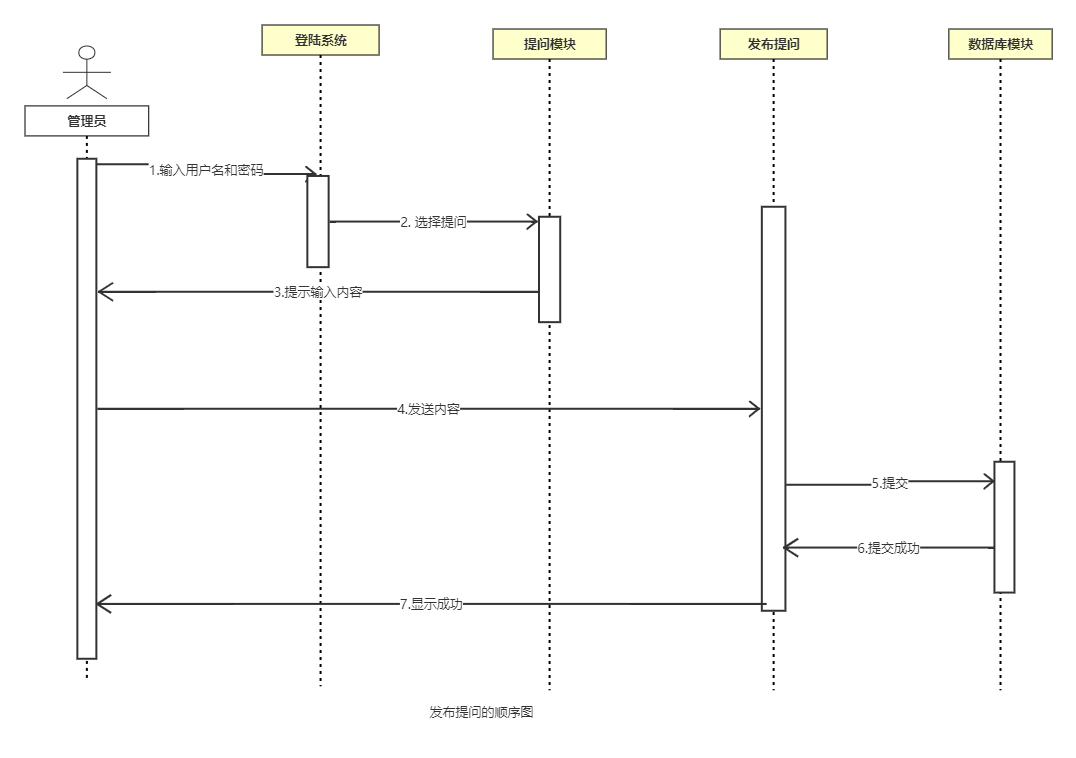 登陆系统
提问模块
发布提问
数据库模块
管理员
1.输入用户名和密码
2. 选择提问
3.提示输入内容
4.发送内容
5.提交
6.提交成功
7.显示成功
发布提问的顺序图